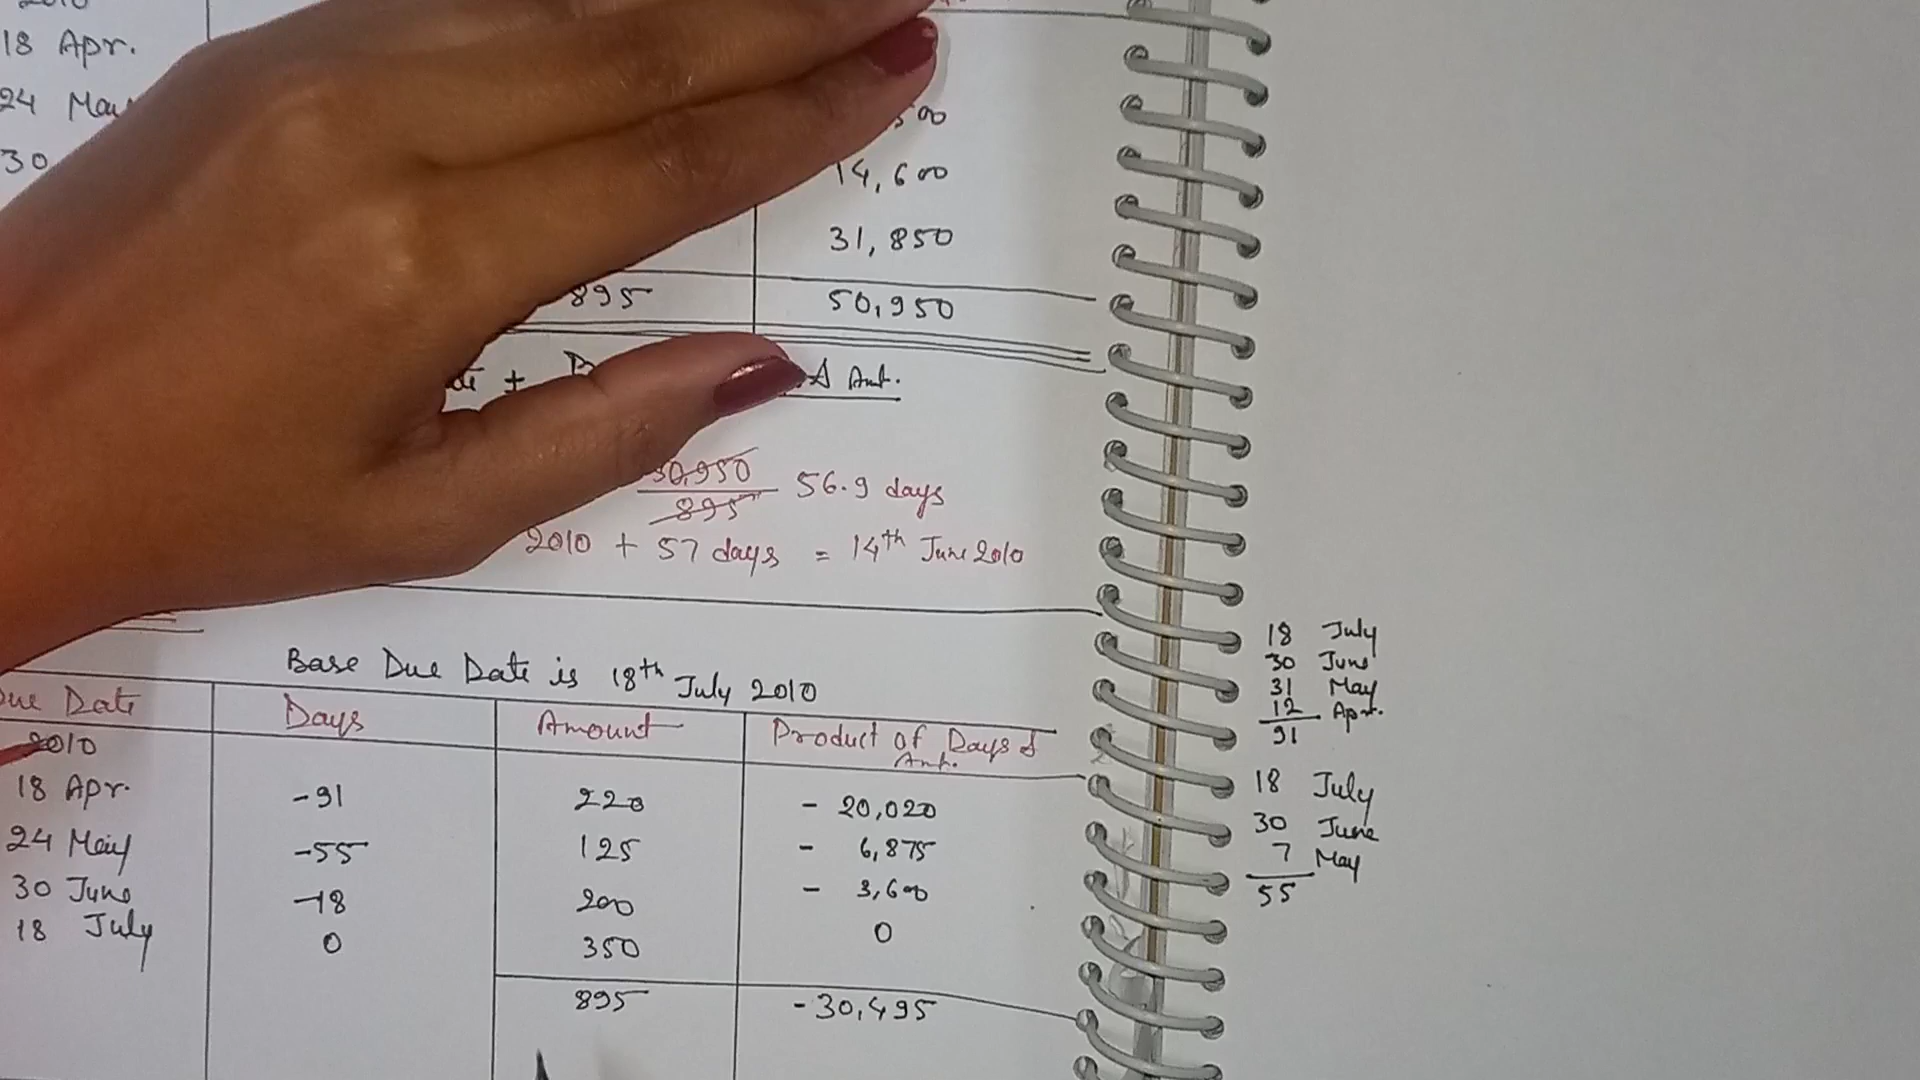 2010
18 Apr.
24 May
30
500
14,600
31,850
895 50,950
+ & Amt.
50,950
895 56.9 days
2010 + 57 days = 14th June 2010
Base Due Date is 18th July 2010
Due Date Days Amount Product of Days & Amt.
2010
18 Apr. -91 220 - 20,020
24 May -55 125 - 6,875
30 June -18 200 - 3,600
18 July 0 350 0
895 -30,495
18 July
30 June
31 May
12 Apr.
91
18 July
30 June
7 May
55